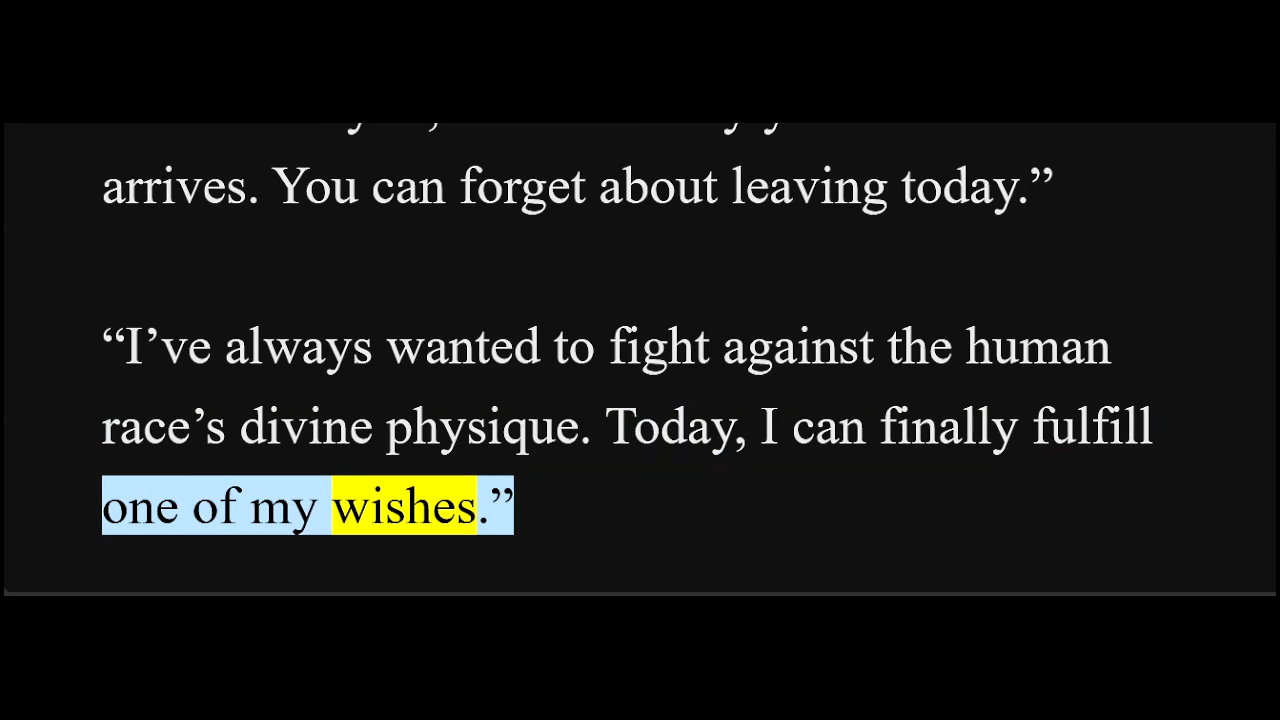 arrives. You can forget about leaving today.”
“I’ve always wanted to fight against the human
race’s divine physique. Today, I can finally fulfill
one of my wishes.”